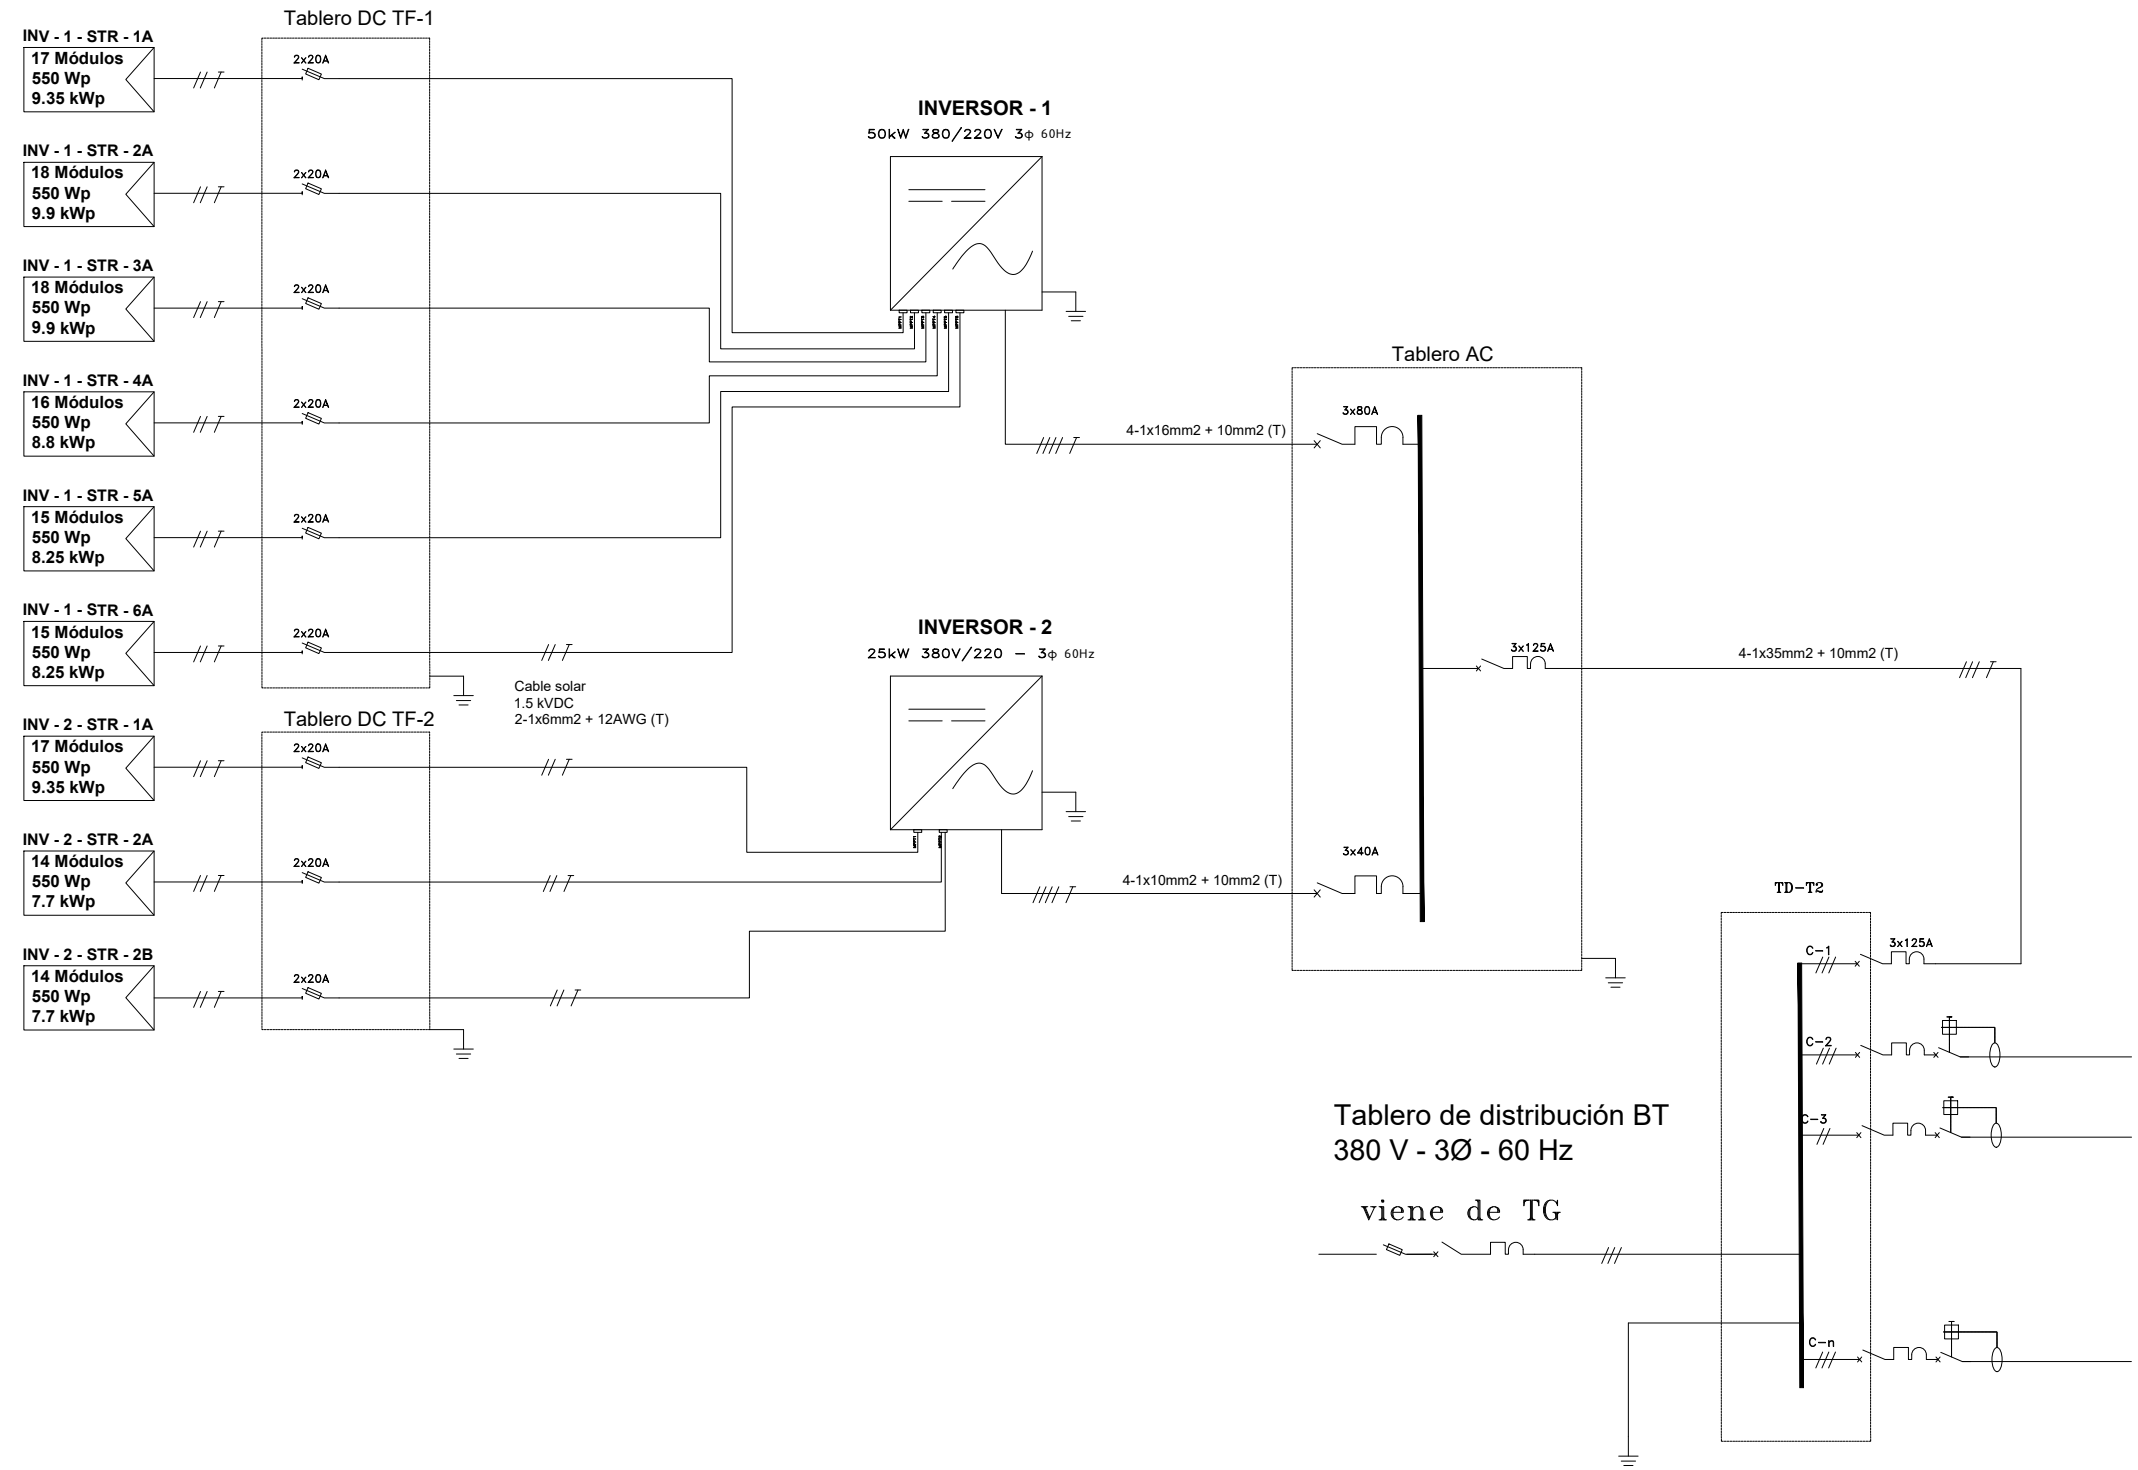 Tablero DC TF-1
INV - 1 - STR - 1A
17 Módulos
550 Wp
9.35 kWp
2x20A
INV - 1 - STR - 2A
18 Módulos
550 Wp
9.9 kWp
2x20A
INV - 1 - STR - 3A
18 Módulos
550 Wp
9.9 kWp
2x20A
INV - 1 - STR - 4A
16 Módulos
550 Wp
8.8 kWp
2x20A
INV - 1 - STR - 5A
15 Módulos
550 Wp
8.25 kWp
2x20A
INV - 1 - STR - 6A
15 Módulos
550 Wp
8.25 kWp
2x20A
Cable solar
1.5 kVDC
2-1x6mm2 + 12AWG (T)
Tablero DC TF-2
INV - 2 - STR - 1A
17 Módulos
550 Wp
9.35 kWp
2x20A
INV - 2 - STR - 2A
14 Módulos
550 Wp
7.7 kWp
2x20A
INV - 2 - STR - 2B
14 Módulos
550 Wp
7.7 kWp
2x20A
INVERSOR - 1
50kW 380/220V 3ϕ 60Hz
INVERSOR - 2
25kW 380V/220 – 3ϕ 60Hz
4-1x16mm2 + 10mm2 (T)
4-1x10mm2 + 10mm2 (T)
Tablero AC
3x80A
3x125A
3x40A
4-1x35mm2 + 10mm2 (T)
TD-T2
C-1
3x125A
C-2
C-3
C-n
Tablero de distribución BT
380 V - 3Ø - 60 Hz
viene de TG